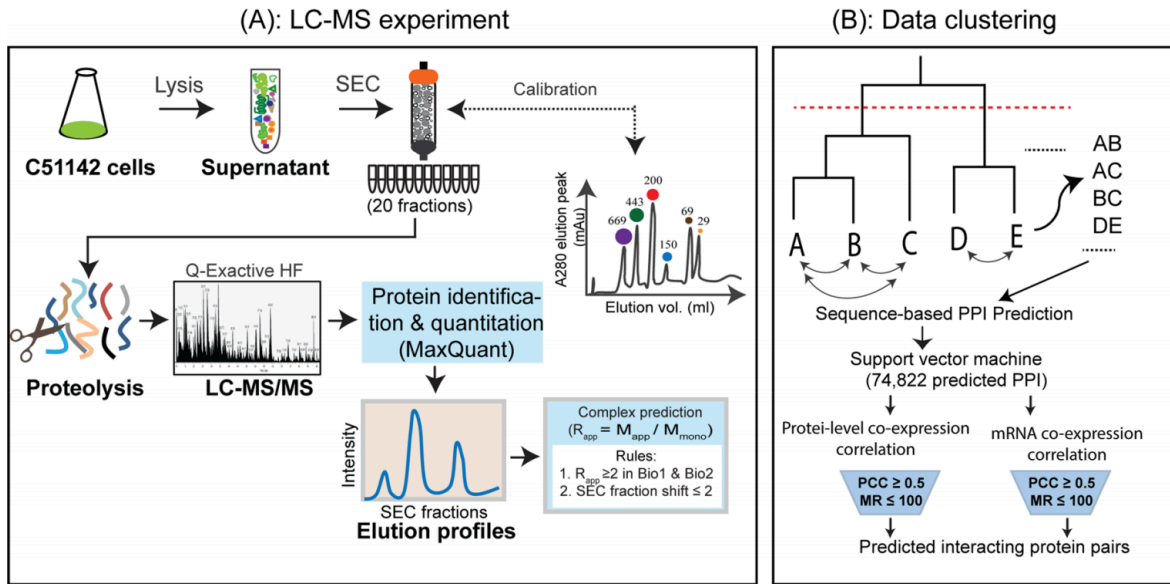 (A): LC-MS experiment
C51142 cells
Lysis
Supernatant
SEC
(20 fractions)
Calibration
A280 elution peak
(mAu)
669
443
200
150
69
29
Elution vol. (ml)
Proteolysis
Q-Exactive HF
LC-MS/MS
Protein identifica-
tion & quantitation
(MaxQuant)
Intensity
SEC fractions
Elution profiles
Complex prediction
(Rapp = Mapp / Mmono)
Rules:
1. Rapp ≥2 in Bio1 & Bio2
2. SEC fraction shift ≤ 2
(B): Data clustering
A
B
C
D
E
AB
AC
BC
DE
Sequence-based PPI Prediction
Support vector machine
(74,822 predicted PPI)
Protei-level co-expression
correlation
mRNA co-expression
correlation
PCC ≥ 0.5
MR ≤ 100
PCC ≥ 0.5
MR ≤ 100
Predicted interacting protein pairs